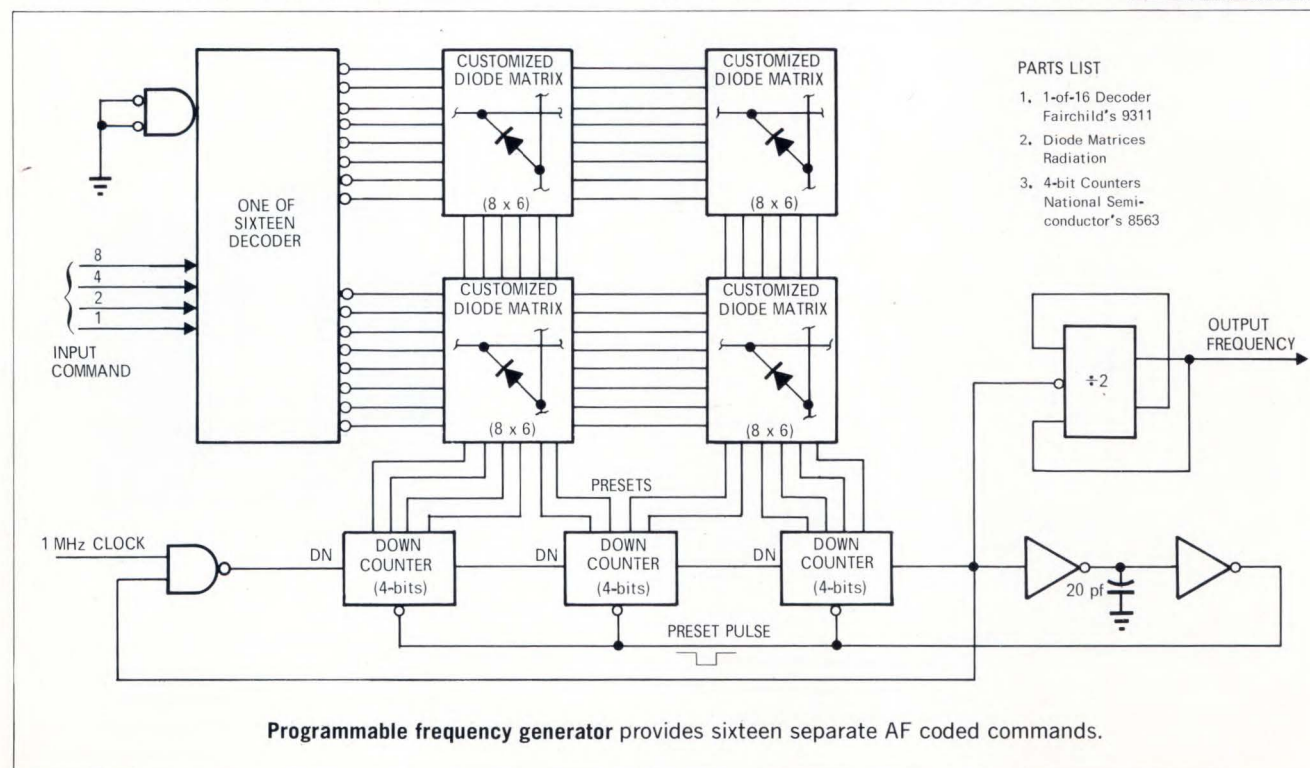 CUSTOMIZED
DIODE MATRIX
(8 x 6)
CUSTOMIZED
DIODE MATRIX
(8 x 6)
PARTS LIST
1. 1-of-16 Decoder
Fairchild's 9311
2. Diode Matrices
Radiation
3. 4-bit Counters
National Semi-
conductor's 8563
ONE OF
SIXTEEN
DECODER
8
4
2
1
INPUT
COMMAND
CUSTOMIZED
DIODE MATRIX
(8 x 6)
CUSTOMIZED
DIODE MATRIX
(8 x 6)
÷2
OUTPUT
FREQUENCY
PRESETS
1 MHz CLOCK
DN
DOWN
COUNTER
(4-bits)
DN
DOWN
COUNTER
(4-bits)
DN
DOWN
COUNTER
(4-bits)
20 pf
PRESET PULSE
Programmable frequency generator provides sixteen separate AF coded commands.